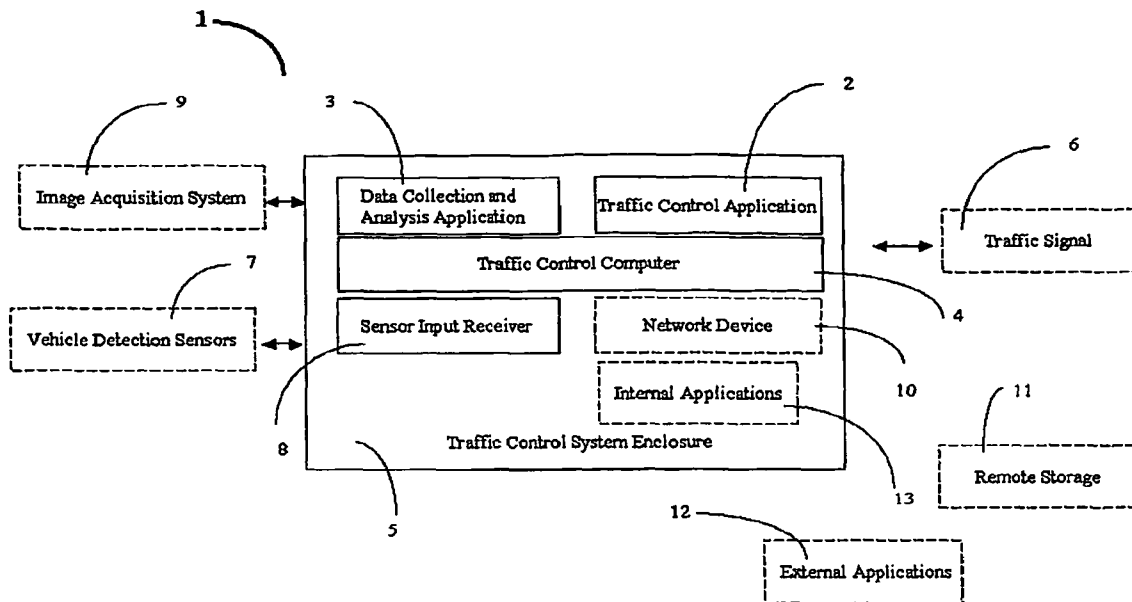 1
9
3
2
6
Image Acquisition System
Data Collection and
Analysis Application
Traffic Control Application
Traffic Signal
7
Traffic Control Computer
Vehicle Detection Sensors
Sensor Input Receiver
Network Device
4
Internal Applications
10
11
8
Traffic Control System Enclosure
13
Remote Storage
5
12
External Applications